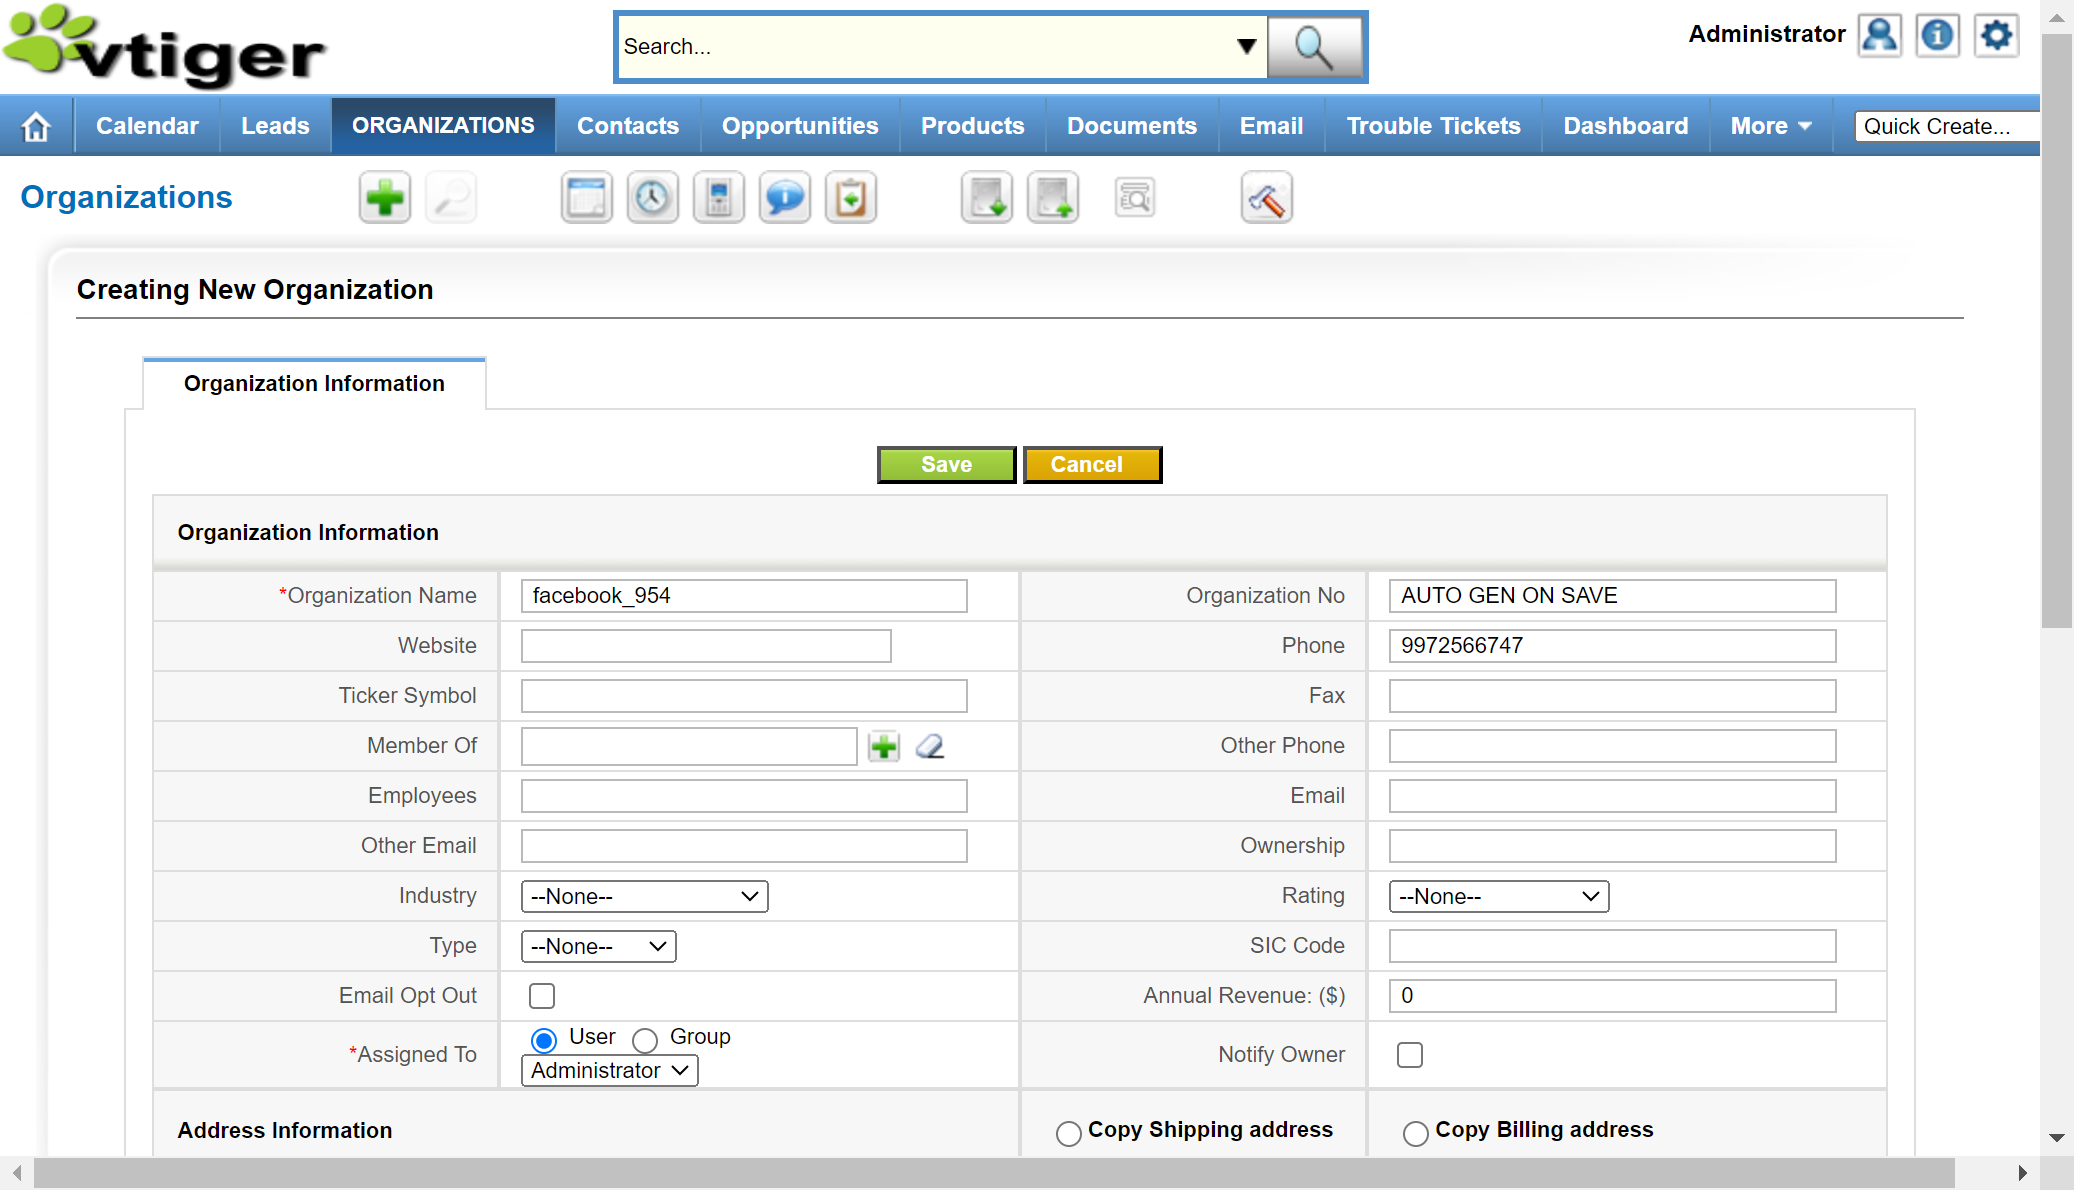 vtiger
Search...
Administrator
Calendar Leads ORGANIZATIONS Contacts Opportunities Products Documents Email Trouble Tickets Dashboard More Quick Create...
Organizations
Creating New Organization
Organization Information
Save Cancel
Organization Information
*Organization Name facebook_954 Organization No AUTO GEN ON SAVE
Website Phone 9972566747
Ticker Symbol Fax
Member Of Other Phone
Employees Email
Other Email Ownership
Industry --None-- Rating --None--
Type --None-- SIC Code
Email Opt Out Annual Revenue: ($) 0
*Assigned To User Group Notify Owner
Administrator
Address Information Copy Shipping address Copy Billing address